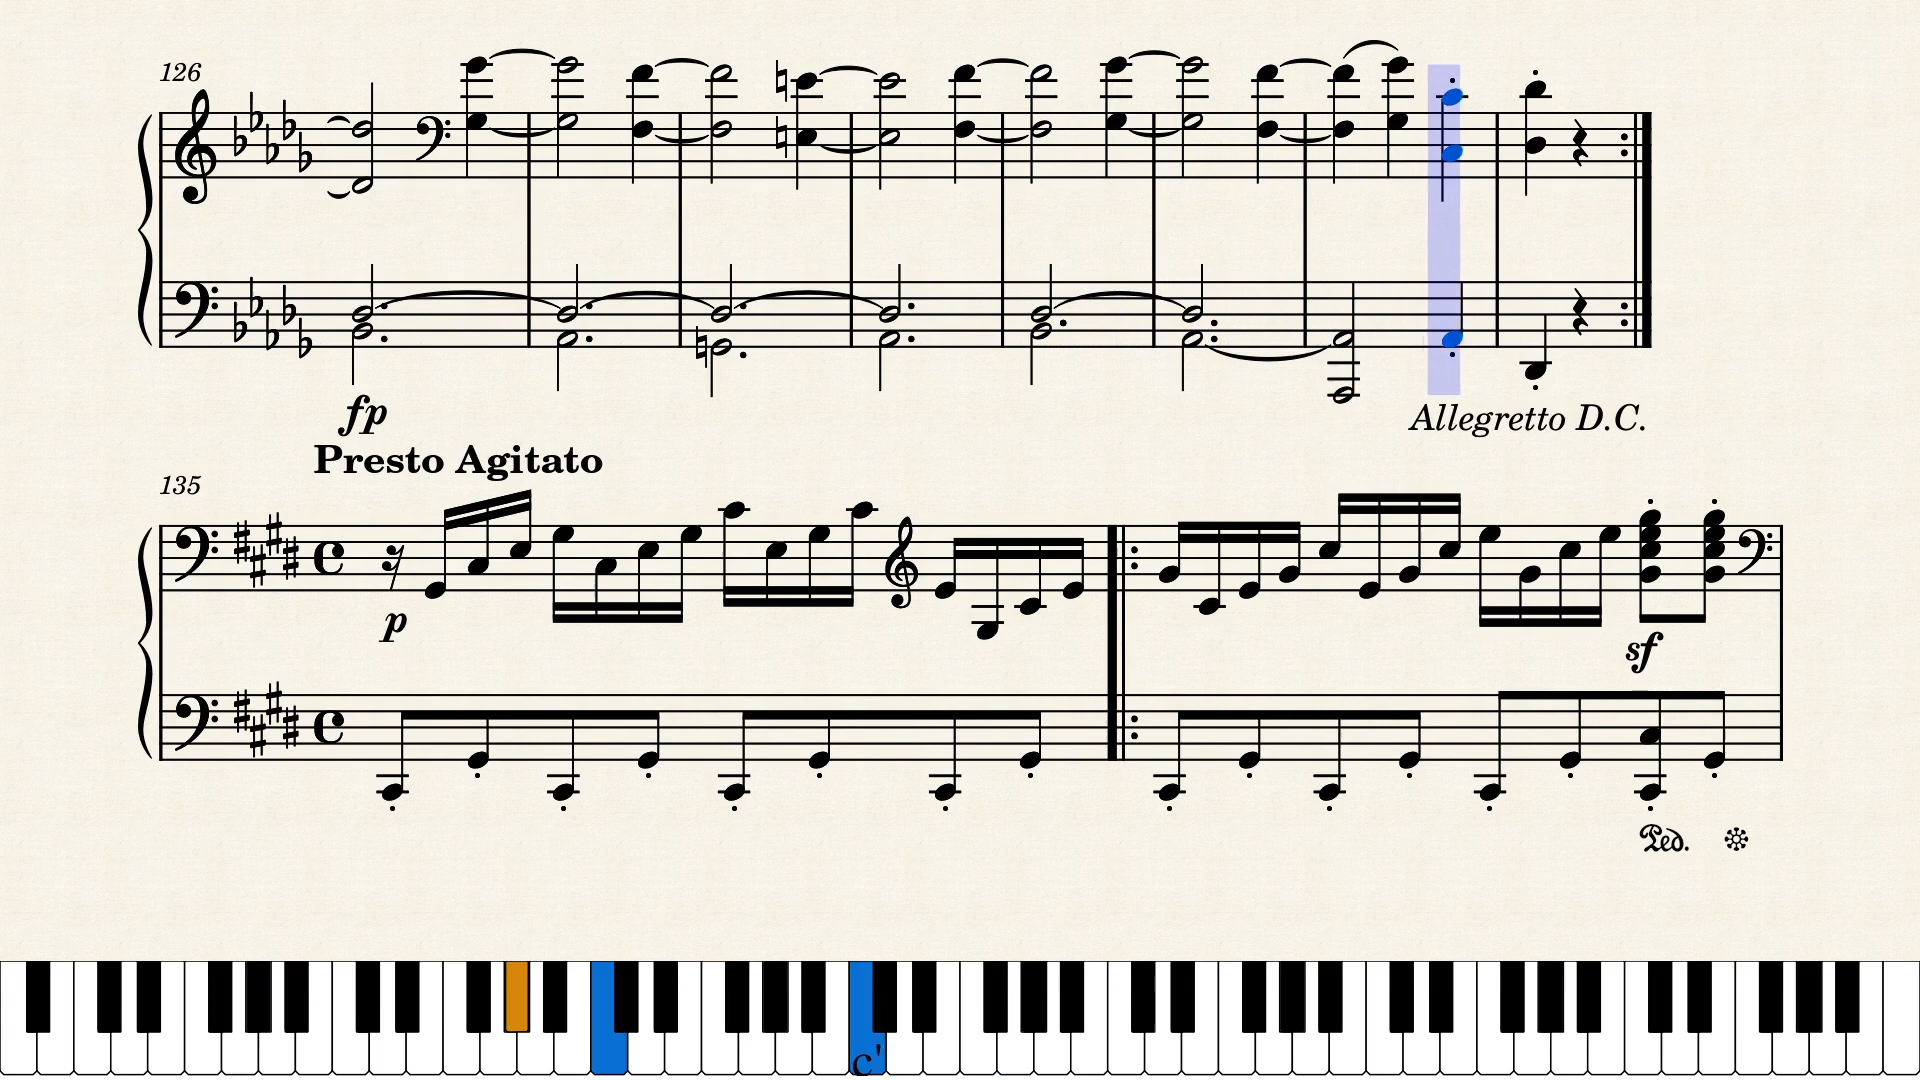 126
fp
Allegretto D.C.
Presto Agitato
135
p
sf
Ped.
c'